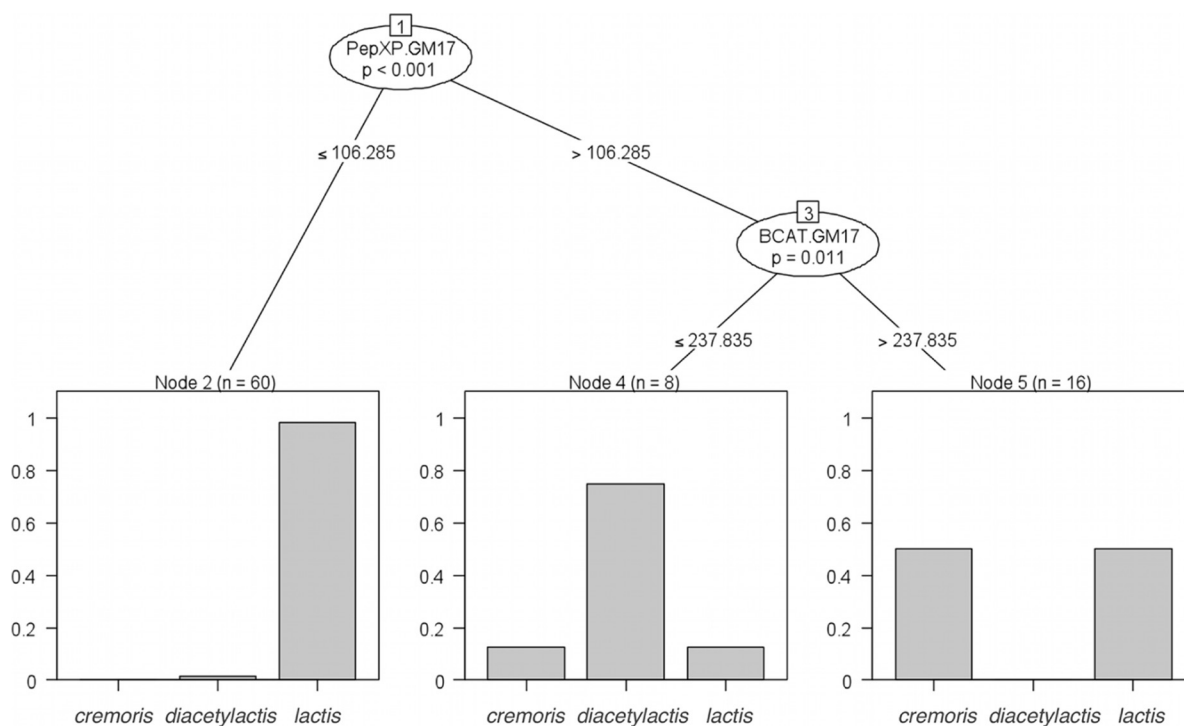 1
PepXP.GM17
p < 0.001
≤ 106.285
> 106.285
3
BCAT.GM17
p = 0.011
≤ 237.835
> 237.835
Node 2 (n = 60)
1
0.8
0.6
0.4
0.2
0
cremoris diacetylactis lactis
Node 4 (n = 8)
1
0.8
0.6
0.4
0.2
0
cremoris diacetylactis lactis
Node 5 (n = 16)
1
0.8
0.6
0.4
0.2
0
cremoris diacetylactis lactis